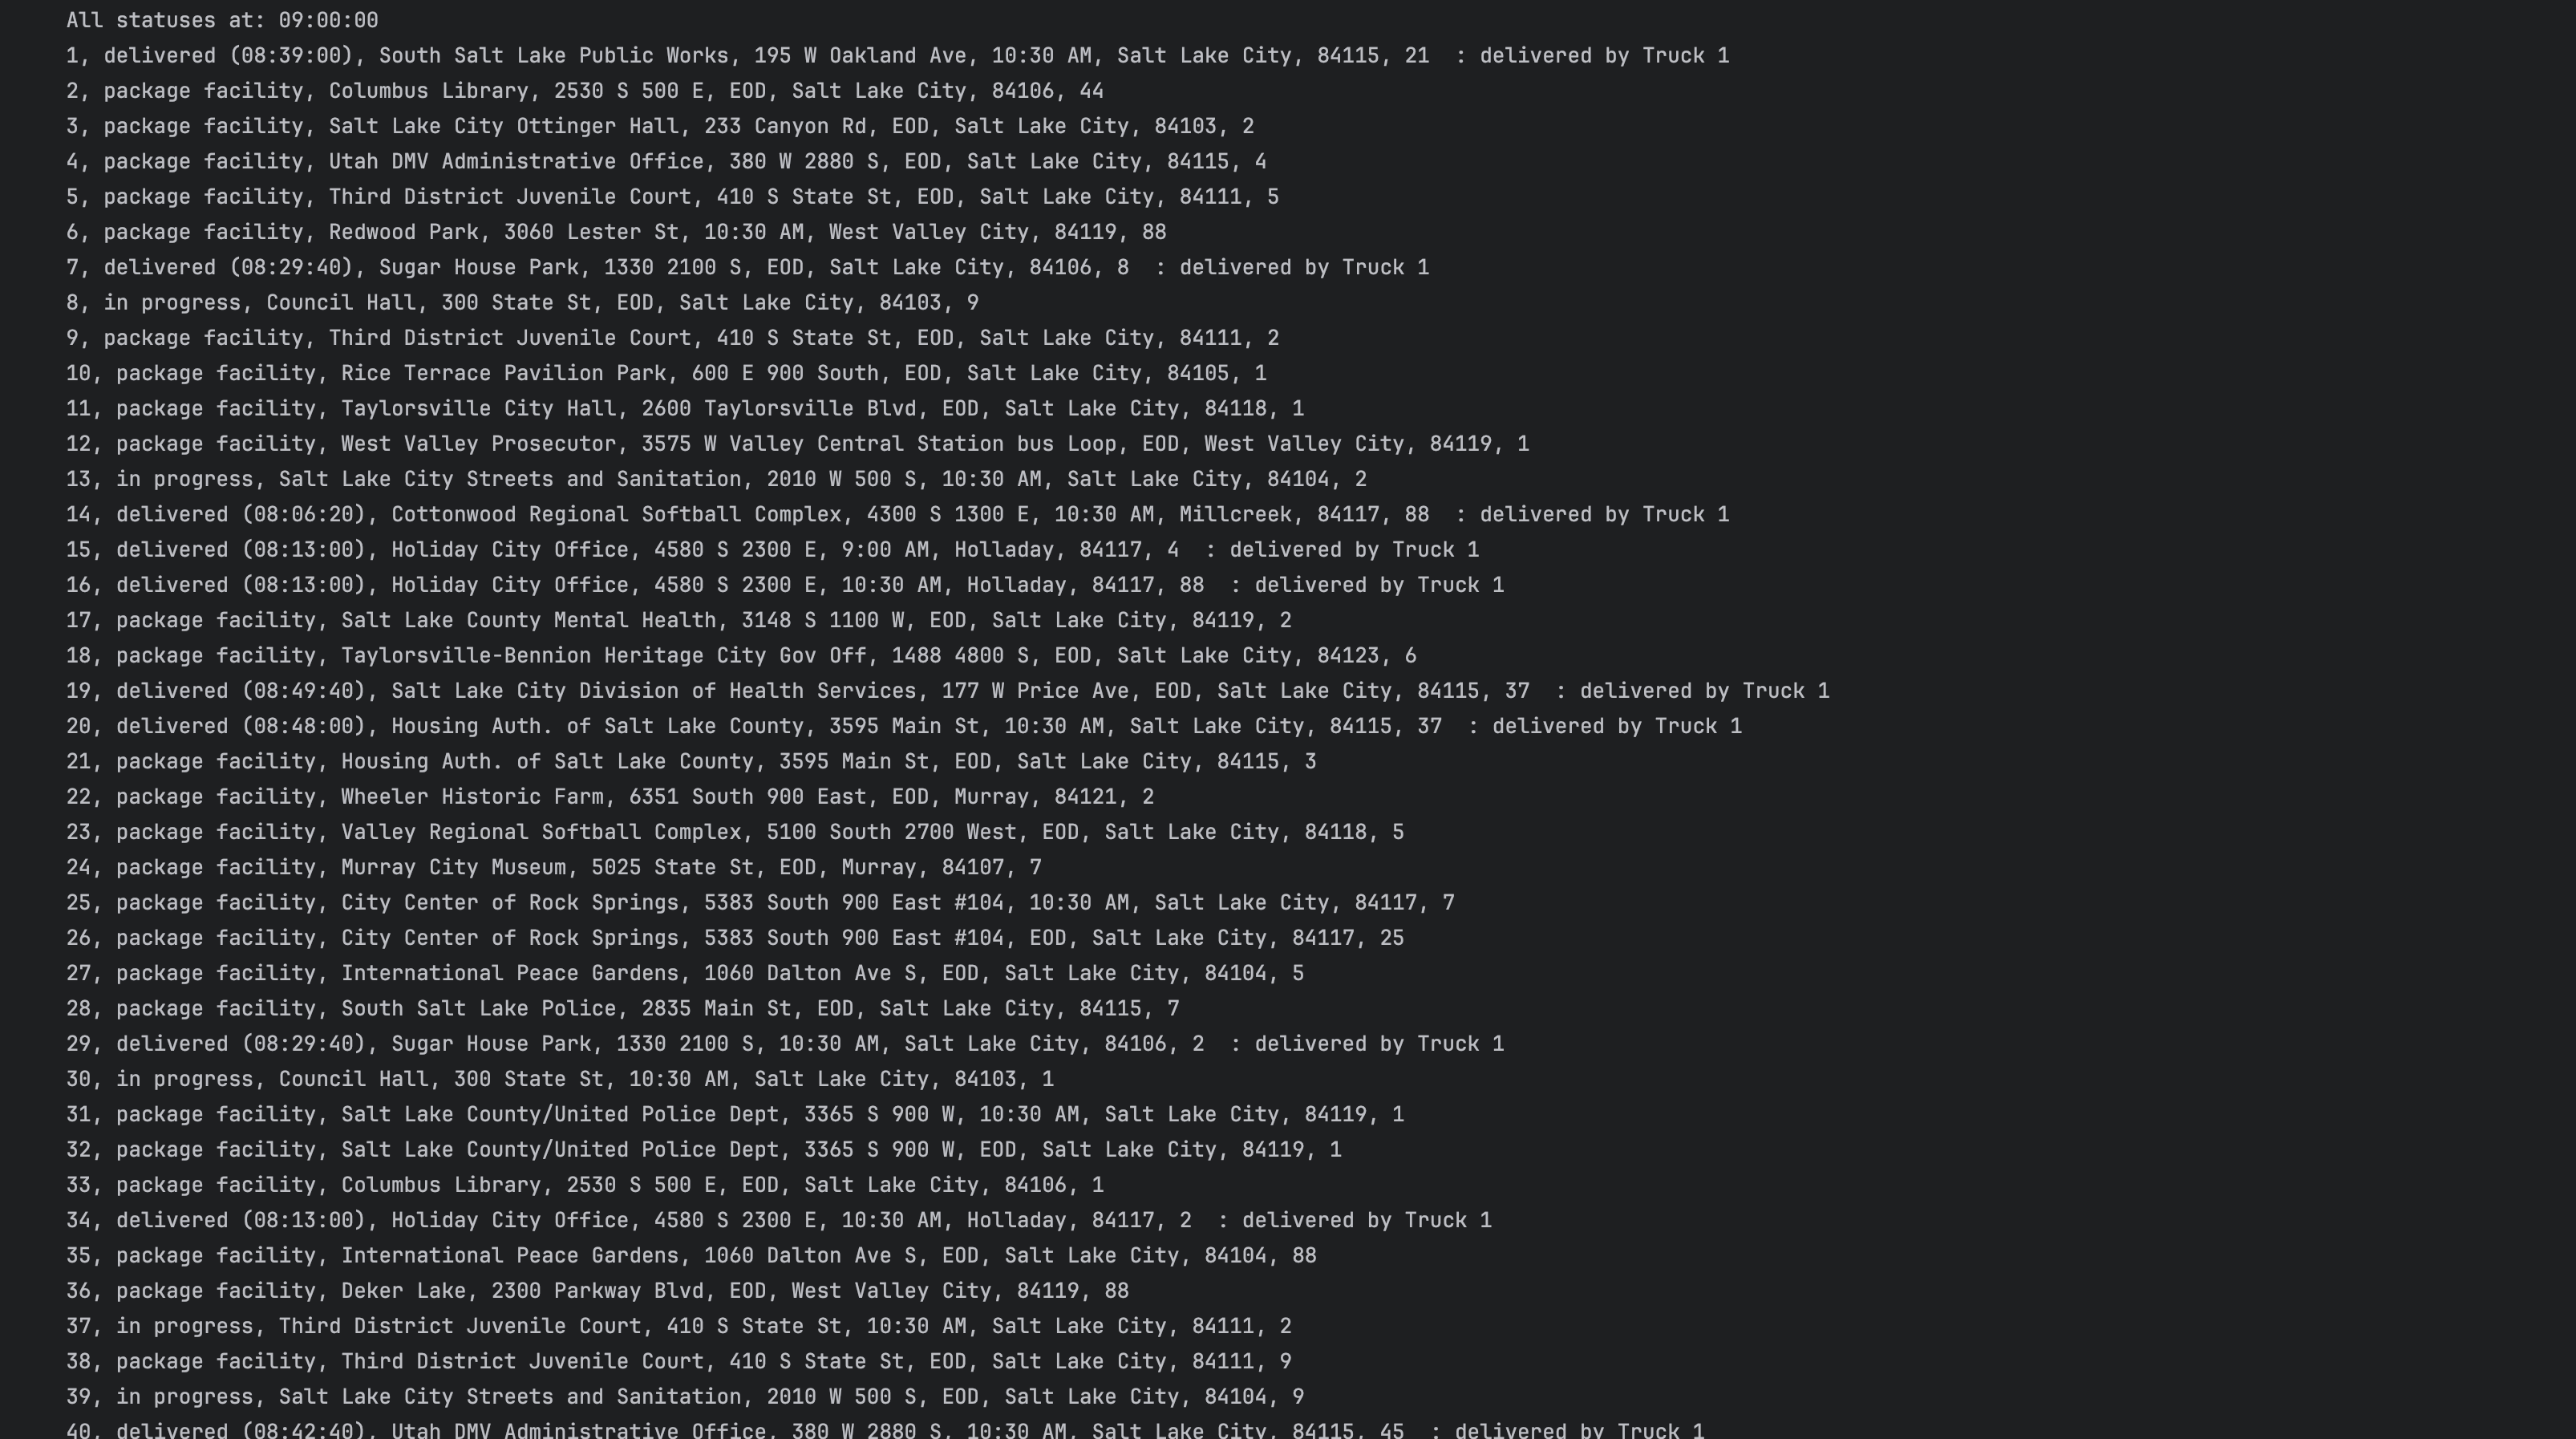 All statuses at: 09:00:00
1, delivered (08:39:00), South Salt Lake Public Works, 195 W Oakland Ave, 10:30 AM, Salt Lake City, 84115, 21  : delivered by Truck 1
2, package facility, Columbus Library, 2530 S 500 E, EOD, Salt Lake City, 84106, 44
3, package facility, Salt Lake City Ottinger Hall, 233 Canyon Rd, EOD, Salt Lake City, 84103, 2
4, package facility, Utah DMV Administrative Office, 380 W 2880 S, EOD, Salt Lake City, 84115, 4
5, package facility, Third District Juvenile Court, 410 S State St, EOD, Salt Lake City, 84111, 5
6, package facility, Redwood Park, 3060 Lester St, 10:30 AM, West Valley City, 84119, 88
7, delivered (08:29:40), Sugar House Park, 1330 2100 S, EOD, Salt Lake City, 84106, 8  : delivered by Truck 1
8, in progress, Council Hall, 300 State St, EOD, Salt Lake City, 84103, 9
9, package facility, Third District Juvenile Court, 410 S State St, EOD, Salt Lake City, 84111, 2
10, package facility, Rice Terrace Pavilion Park, 600 E 900 South, EOD, Salt Lake City, 84105, 1
11, package facility, Taylorsville City Hall, 2600 Taylorsville Blvd, EOD, Salt Lake City, 84118, 1
12, package facility, West Valley Prosecutor, 3575 W Valley Central Station bus Loop, EOD, West Valley City, 84119, 1
13, in progress, Salt Lake City Streets and Sanitation, 2010 W 500 S, 10:30 AM, Salt Lake City, 84104, 2
14, delivered (08:06:20), Cottonwood Regional Softball Complex, 4300 S 1300 E, 10:30 AM, Millcreek, 84117, 88  : delivered by Truck 1
15, delivered (08:13:00), Holiday City Office, 4580 S 2300 E, 9:00 AM, Holladay, 84117, 4  : delivered by Truck 1
16, delivered (08:13:00), Holiday City Office, 4580 S 2300 E, 10:30 AM, Holladay, 84117, 88  : delivered by Truck 1
17, package facility, Salt Lake County Mental Health, 3148 S 1100 W, EOD, Salt Lake City, 84119, 2
18, package facility, Taylorsville-Bennion Heritage City Gov Off, 1488 4800 S, EOD, Salt Lake City, 84123, 6
19, delivered (08:49:40), Salt Lake City Division of Health Services, 177 W Price Ave, EOD, Salt Lake City, 84115, 37  : delivered by Truck 1
20, delivered (08:48:00), Housing Auth. of Salt Lake County, 3595 Main St, 10:30 AM, Salt Lake City, 84115, 37  : delivered by Truck 1
21, package facility, Housing Auth. of Salt Lake County, 3595 Main St, EOD, Salt Lake City, 84115, 3
22, package facility, Wheeler Historic Farm, 6351 South 900 East, EOD, Murray, 84121, 2
23, package facility, Valley Regional Softball Complex, 5100 South 2700 West, EOD, Salt Lake City, 84118, 5
24, package facility, Murray City Museum, 5025 State St, EOD, Murray, 84107, 7
25, package facility, City Center of Rock Springs, 5383 South 900 East #104, 10:30 AM, Salt Lake City, 84117, 7
26, package facility, City Center of Rock Springs, 5383 South 900 East #104, EOD, Salt Lake City, 84117, 25
27, package facility, International Peace Gardens, 1060 Dalton Ave S, EOD, Salt Lake City, 84104, 5
28, package facility, South Salt Lake Police, 2835 Main St, EOD, Salt Lake City, 84115, 7
29, delivered (08:29:40), Sugar House Park, 1330 2100 S, 10:30 AM, Salt Lake City, 84106, 2  : delivered by Truck 1
30, in progress, Council Hall, 300 State St, 10:30 AM, Salt Lake City, 84103, 1
31, package facility, Salt Lake County/United Police Dept, 3365 S 900 W, 10:30 AM, Salt Lake City, 84119, 1
32, package facility, Salt Lake County/United Police Dept, 3365 S 900 W, EOD, Salt Lake City, 84119, 1
33, package facility, Columbus Library, 2530 S 500 E, EOD, Salt Lake City, 84106, 1
34, delivered (08:13:00), Holiday City Office, 4580 S 2300 E, 10:30 AM, Holladay, 84117, 2  : delivered by Truck 1
35, package facility, International Peace Gardens, 1060 Dalton Ave S, EOD, Salt Lake City, 84104, 88
36, package facility, Deker Lake, 2300 Parkway Blvd, EOD, West Valley City, 84119, 88
37, in progress, Third District Juvenile Court, 410 S State St, 10:30 AM, Salt Lake City, 84111, 2
38, package facility, Third District Juvenile Court, 410 S State St, EOD, Salt Lake City, 84111, 9
39, in progress, Salt Lake City Streets and Sanitation, 2010 W 500 S, EOD, Salt Lake City, 84104, 9
40, delivered (08:42:40), Utah DMV Administrative Office, 380 W 2880 S, 10:30 AM, Salt Lake City, 84115, 45  : delivered by Truck 1